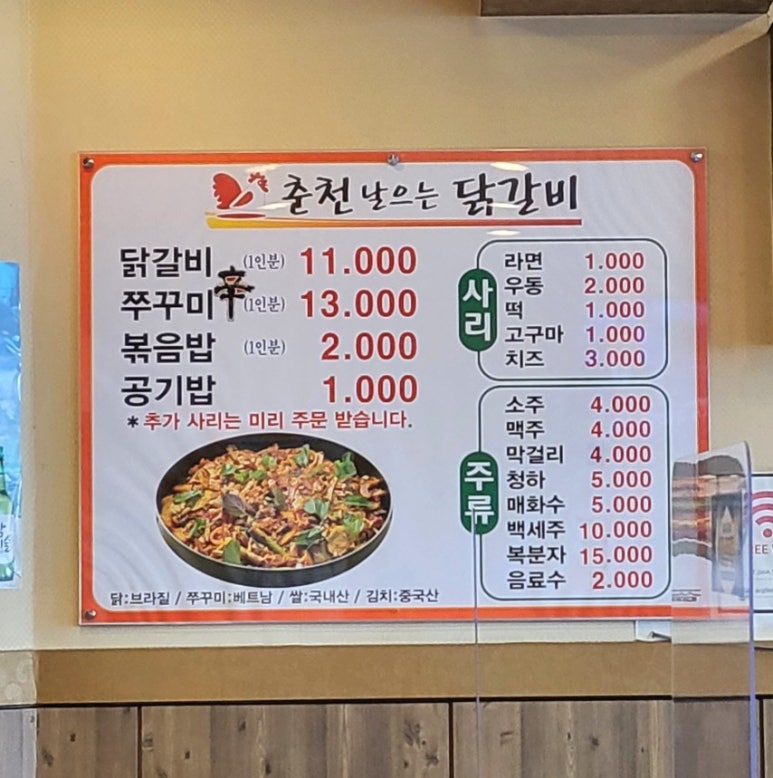 춘천 날으는 닭갈비
닭갈비 (1인분) 11.000
쭈꾸미 辛 (1인분) 13.000
볶음밥 (1인분) 2.000
공기밥 1.000
* 추가 사리는 미리 주문 받습니다.
닭:브라질 / 쭈꾸미:베트남 / 쌀:국내산 / 김치:중국산
사리
라면 1.000
우동 2.000
떡 1.000
고구마 1.000
치즈 3.000
주류
소주 4.000
맥주 4.000
막걸리 4.000
청하 5.000
매화수 5.000
백세주 10.000
복분자 15.000
음료수 2.000